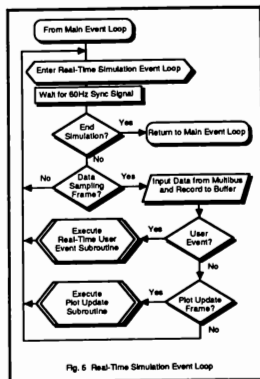 From Main Event Loop
Enter Real-Time Simulation Event Loop
Wait for 60Hz Sync Signal
End
Simulation?
Yes
Return to Main Event Loop
No
Data
Sampling
Frame?
No
Yes
Input Data from Multibus
and Record to Buffer
Execute
Real-Time User
Event Subroutine
Yes
User
Event?
No
Execute
Plot Update
Subroutine
Yes
Plot Update
Frame?
No
Fig. 5 Real-Time Simulation Event Loop